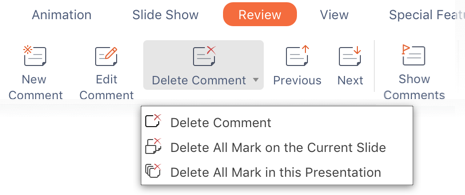 Animation Slide Show Review View Special Feat
New Comment
Edit Comment
Delete Comment
Previous
Next
Show Comments
Delete Comment
Delete All Mark on the Current Slide
Delete All Mark in this Presentation